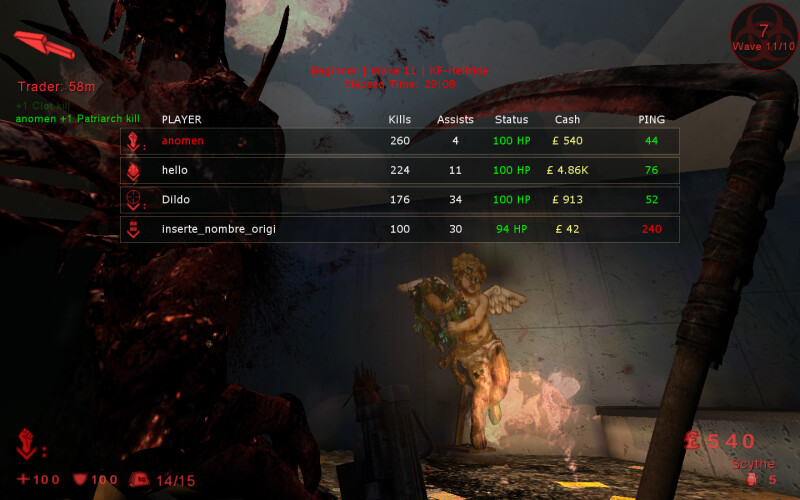 7
Wave 11/10
Trader: 58m
Beginner | Wave 11 | KF-Hellride
Elapsed Time: 29:08
+1 Clot kill
anomen +1 Patriarch kill
PLAYER Kills Assists Status Cash PING
anomen 260 4 100 HP £ 540 44
hello 224 11 100 HP £ 4.86K 76
Dildo 176 34 100 HP £ 913 52
inserte_nombre_origi 100 30 94 HP £ 42 240
£ 540
Scythe
100 100 14/15
5